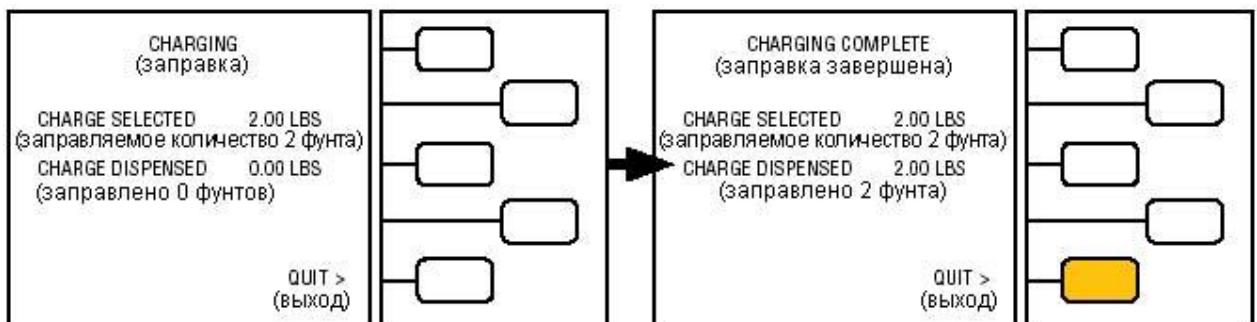 CHARGING
(заправка)
CHARGE SELECTED 2.00 LBS
(заправляемое количество 2 фунта)
CHARGE DISPENSED 0.00 LBS
(заправлено 0 фунтов)
QUIT >
(выход)
CHARGING COMPLETE
(заправка завершена)
CHARGE SELECTED 2.00 LBS
(заправляемое количество 2 фунта)
CHARGE DISPENSED 2.00 LBS
(заправлено 2 фунта)
QUIT >
(выход)